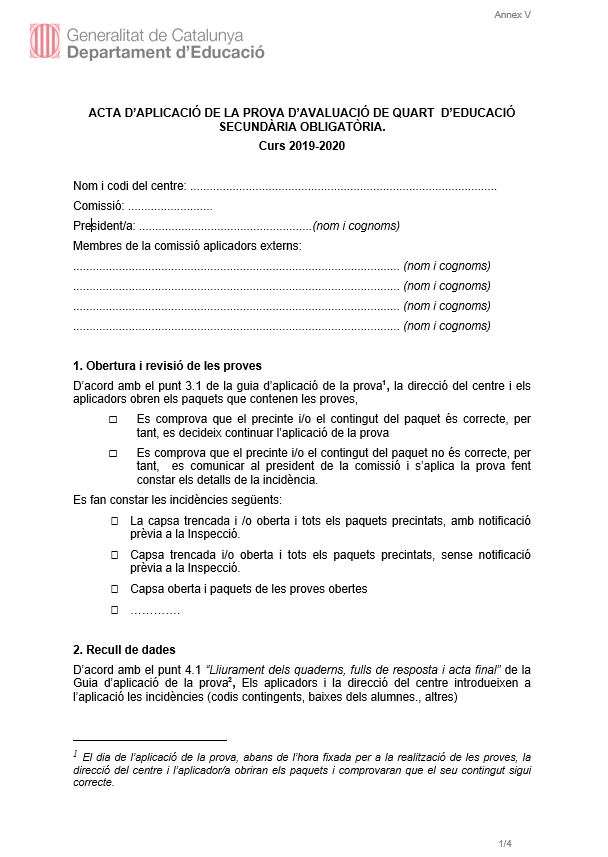 Annex V
Generalitat de Catalunya
Departament d'Educació
ACTA D'APLICACIÓ DE LA PROVA D'AVALUACIÓ DE QUART D'EDUCACIÓ
SECUNDÀRIA OBLIGATÒRIA.
Curs 2019-2020
Nom i codi del centre: ................................................................................................
Comissió: ..........................
President/a: .....................................................(nom i cognoms)
Membres de la comissió aplicadors externs:
.................................................................................................... (nom i cognoms)
.................................................................................................... (nom i cognoms)
.................................................................................................... (nom i cognoms)
.................................................................................................... (nom i cognoms)
1. Obertura i revisió de les proves
D'acord amb el punt 3.1 de la guia d'aplicació de la prova¹, la direcció del centre i els
aplicadors obren els paquets que contenen les proves,
□ Es comprova que el precinte i/o el contingut del paquet és correcte, per
tant, es decideix continuar l'aplicació de la prova
□ Es comprova que el precinte i/o el contingut del paquet no és correcte, per
tant, es comunicar al president de la comissió i s'aplica la prova fent
constar els detalls de la incidència.
Es fan constar les incidències següents:
□ La capsa trencada i /o oberta i tots els paquets precintats, amb notificació
prèvia a la Inspecció.
□ Capsa trencada i/o oberta i tots els paquets precintats, sense notificació
prèvia a la Inspecció.
□ Capsa oberta i paquets de les proves obertes
□ ………….
2. Recull de dades
D'acord amb el punt 4.1 "Lliurament dels quaderns, fulls de resposta i acta final" de la
Guia d'aplicació de la prova², Els aplicadors i la direcció del centre introdueixen a
l'aplicació les incidències (codis contingents, baixes dels alumnes., altres)
1 El dia de l'aplicació de la prova, abans de l'hora fixada per a la realització de les proves, la
direcció del centre i l'aplicador/a obriran els paquets i comprovaran que el seu contingut sigui
correcte.
1/4